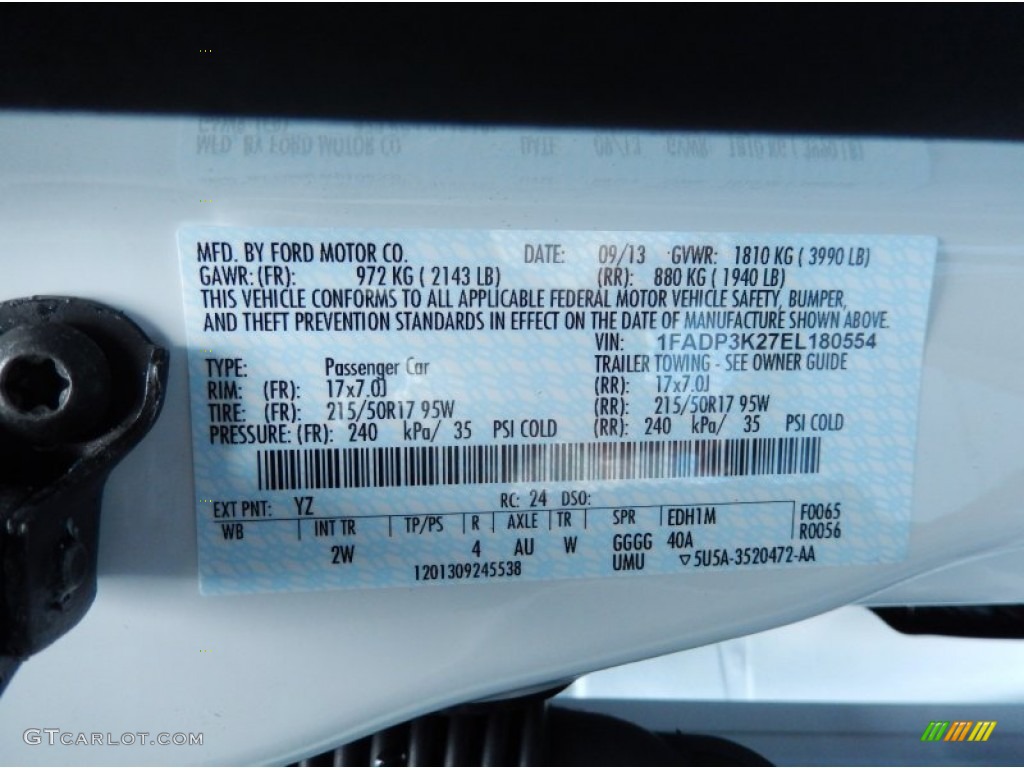 MFD. BY FORD MOTOR CO. DATE: 09/13 GVWR: 1810 KG ( 3990 LB)
GAWR: (FR): 972 KG ( 2143 LB) (RR): 880 KG ( 1940 LB)
THIS VEHICLE CONFORMS TO ALL APPLICABLE FEDERAL MOTOR VEHICLE SAFETY, BUMPER,
AND THEFT PREVENTION STANDARDS IN EFFECT ON THE DATE OF MANUFACTURE SHOWN ABOVE.
VIN: 1FADP3K27EL180554
TYPE: Passenger Car TRAILER TOWING - SEE OWNER GUIDE
RIM: (FR): 17x7.0J (RR): 17x7.0J
TIRE: (FR): 215/50R17 95W (RR): 215/50R17 95W
PRESSURE: (FR): 240 kPa/ 35 PSI COLD (RR): 240 kPa/ 35 PSI COLD
EXT PNT: YZ RC: 24 DSO:
WB INT TR TP/PS R AXLE TR SPR EDH1M F0065
2W 4 AU W GGGG 40A R0056
1201309245538 UMU ▽5U5A-3520472-AA
GTCARLOT.COM